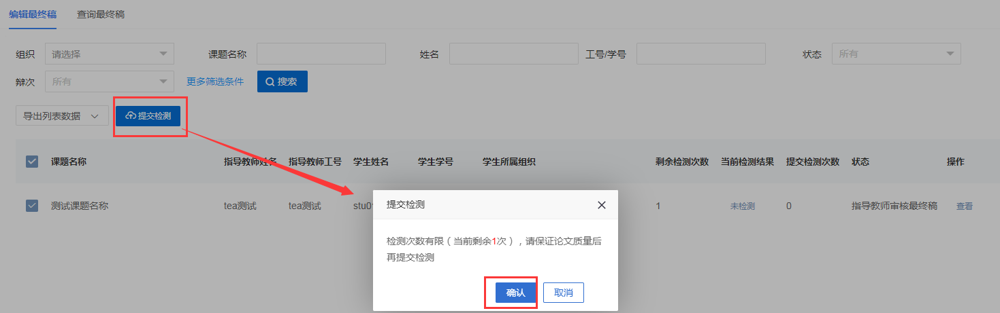 编辑最终稿 查询最终稿
组织 请选择 课题名称 姓名 工号/学号 状态 所有
辩次 所有 更多筛选条件 搜索
导出列表数据 提交检测
课题名称 指导教师姓名 指导教师工号 学生姓名 学生学号 学生所属组织 剩余检测次数 当前检测结果 提交检测次数 状态 操作
测试课题名称 tea测试 tea测试 1 未检测 0 指导教师审核最终稿 查看
提交检测
检测次数有限（当前剩余1次），请保证论文质量后
再提交检测
确认 取消